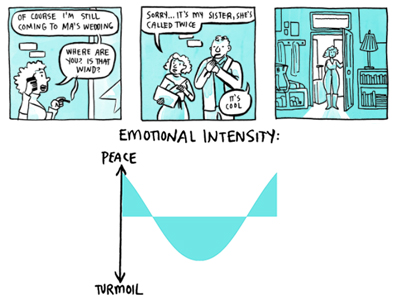 OF COURSE I'M STILL
COMING TO MA'S WEDDING
WHERE ARE
YOU? IS THAT
WIND?
SORRY...IT'S MY SISTER, SHE'S
CALLED TWICE
IT'S
COOL
EMOTIONAL INTENSITY:
PEACE
TURMOIL